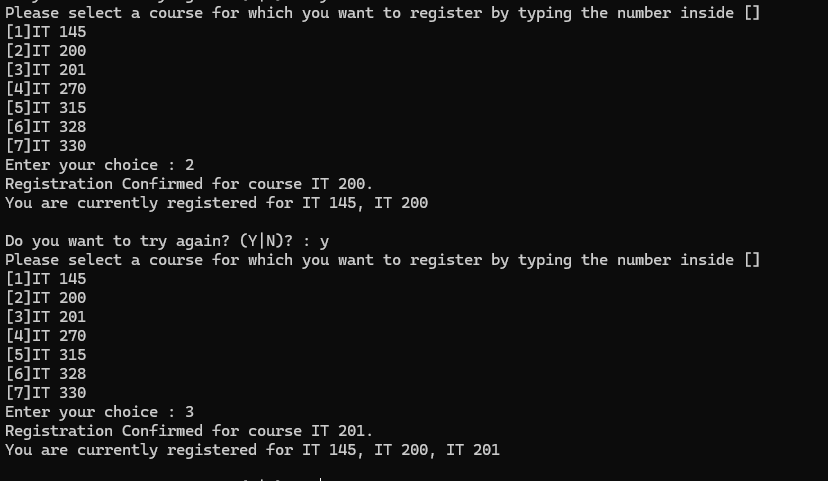 Please select a course for which you want to register by typing the number inside []
[1]IT 145
[2]IT 200
[3]IT 201
[4]IT 270
[5]IT 315
[6]IT 328
[7]IT 330
Enter your choice : 2
Registration Confirmed for course IT 200.
You are currently registered for IT 145, IT 200
Do you want to try again? (Y|N)? : y
Please select a course for which you want to register by typing the number inside []
[1]IT 145
[2]IT 200
[3]IT 201
[4]IT 270
[5]IT 315
[6]IT 328
[7]IT 330
Enter your choice : 3
Registration Confirmed for course IT 201.
You are currently registered for IT 145, IT 200, IT 201